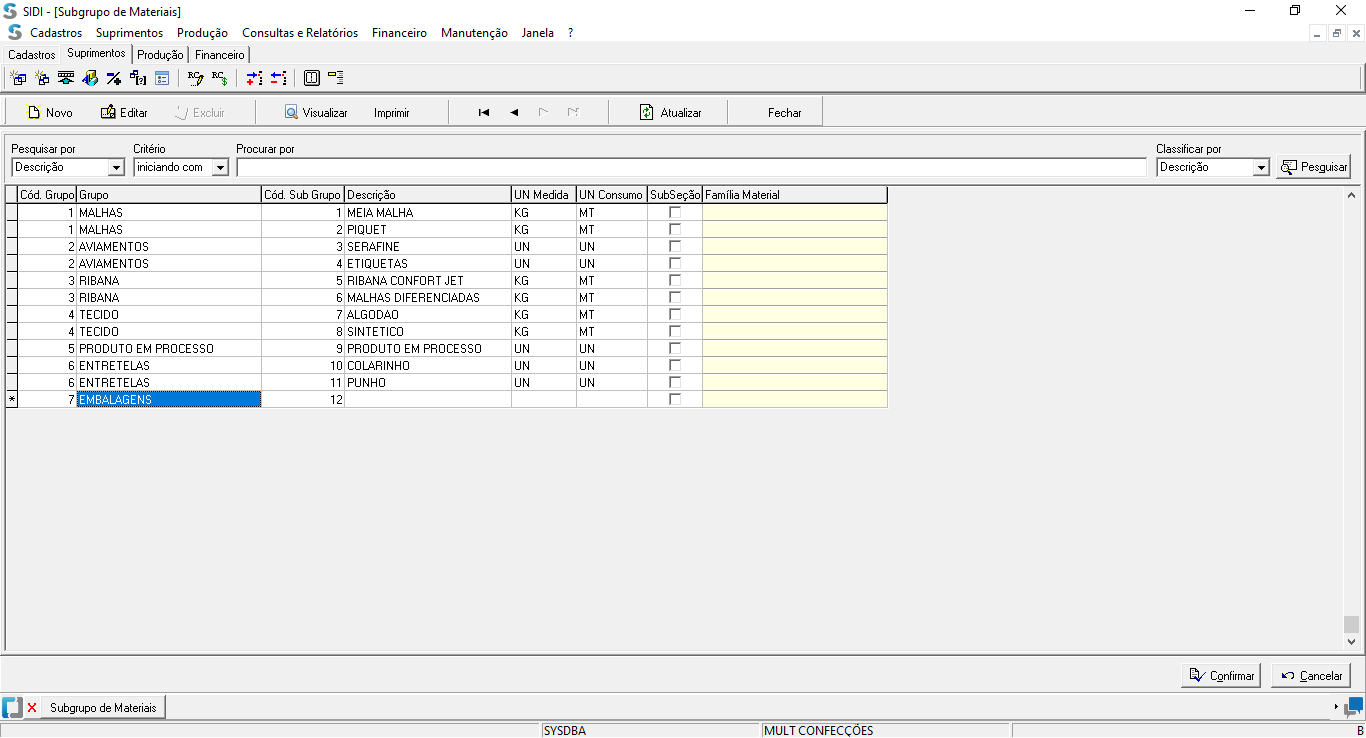 SIDI - [Subgrupo de Materiais]
Cadastros Suprimentos Produção Consultas e Relatórios Financeiro Manutenção Janela ?
Cadastros Suprimentos Produção Financeiro
Novo Editar Excluir Visualizar Imprimir Atualizar Fechar
Pesquisar por Critério Procurar por Classificar por
Descrição iniciando com Descrição Pesquisar
Cód. Grupo Grupo Cód. Sub Grupo Descrição UN Medida UN Consumo SubSeção Família Material
1 MALHAS 1 MEIA MALHA KG MT
1 MALHAS 2 PIQUET KG MT
2 AVIAMENTOS 3 SERAFINE UN UN
2 AVIAMENTOS 4 ETIQUETAS UN UN
3 RIBANA 5 RIBANA CONFORT JET KG MT
3 RIBANA 6 MALHAS DIFERENCIADAS KG MT
4 TECIDO 7 ALGODAO KG MT
4 TECIDO 8 SINTETICO KG MT
5 PRODUTO EM PROCESSO 9 PRODUTO EM PROCESSO UN UN
6 ENTRETELAS 10 COLARINHO UN UN
6 ENTRETELAS 11 PUNHO UN UN
* 7 EMBALAGENS 12
Confirmar Cancelar
Subgrupo de Materiais
SYSDBA MULT CONFECÇÕES B